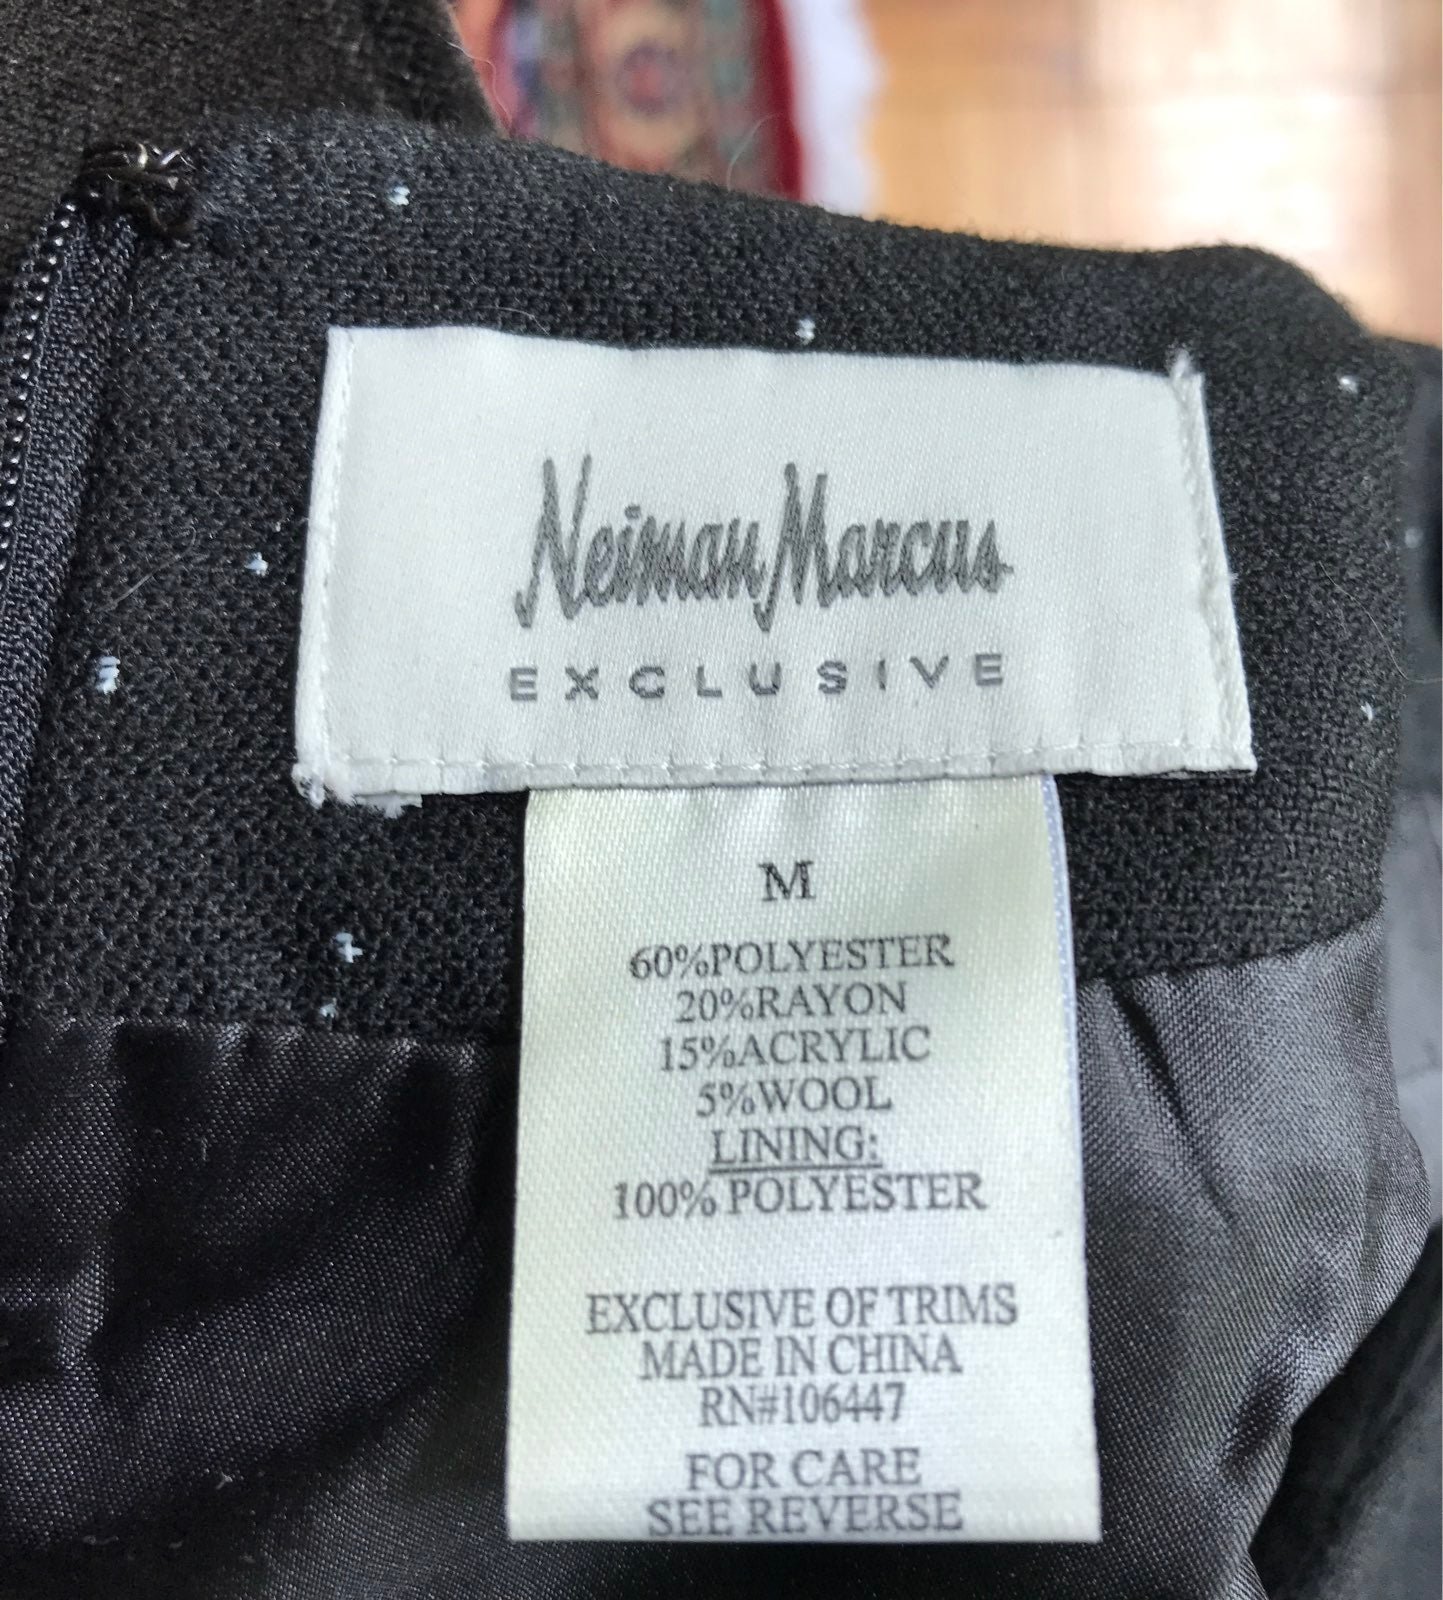 Neiman Marcus
EXCLUSIVE
M
60%POLYESTER
20%RAYON
15%ACRYLIC
5%WOOL
LINING:
100% POLYESTER
EXCLUSIVE OF TRIMS
MADE IN CHINA
RN#106447
FOR CARE
SEE REVERSE